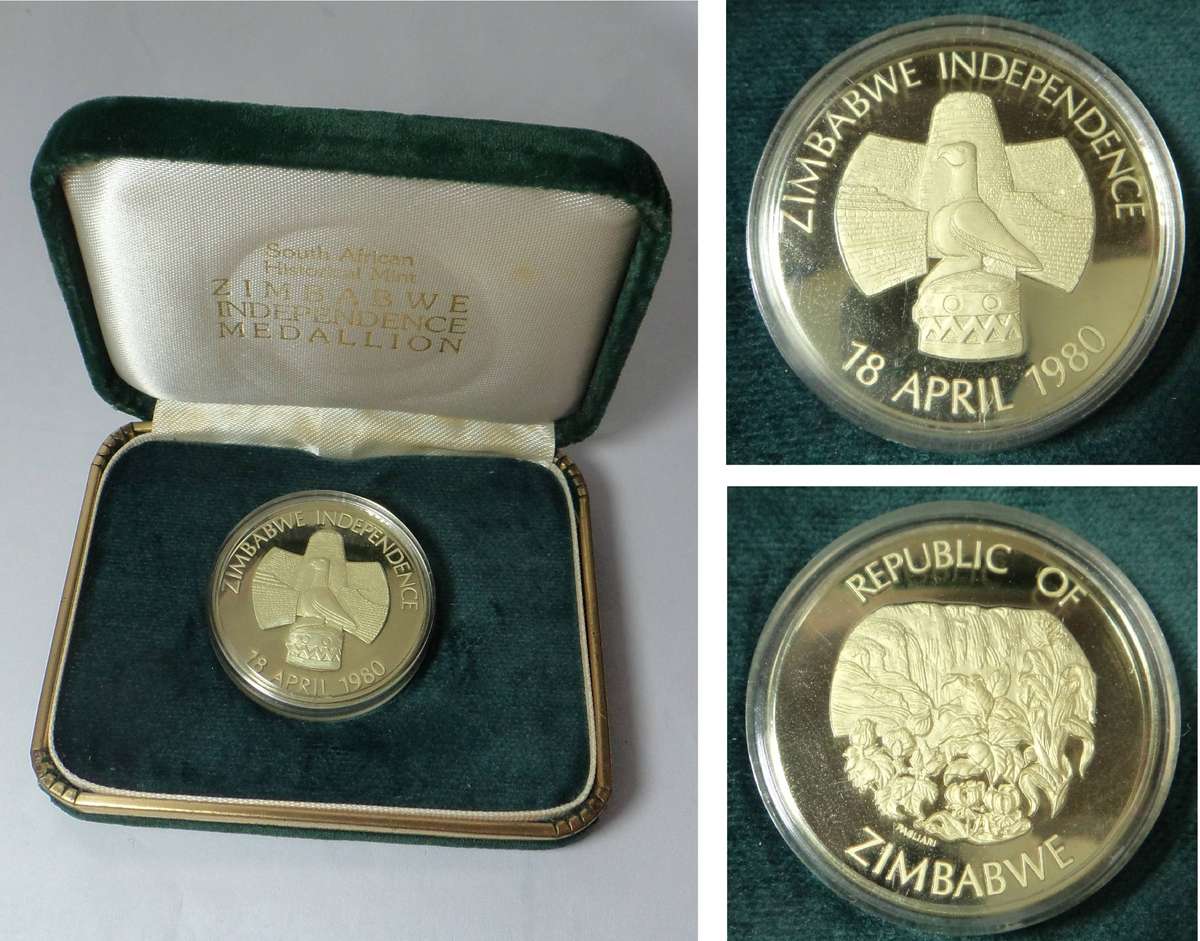 South African
Historical Mint
ZIMBABWE
INDEPENDENCE
MEDALLION
ZIMBABWE INDEPENDENCE
18 APRIL 1980
ZIMBABWE INDEPENDENCE
18 APRIL 1980
REPUBLIC OF
PAGLIARI
ZIMBABWE